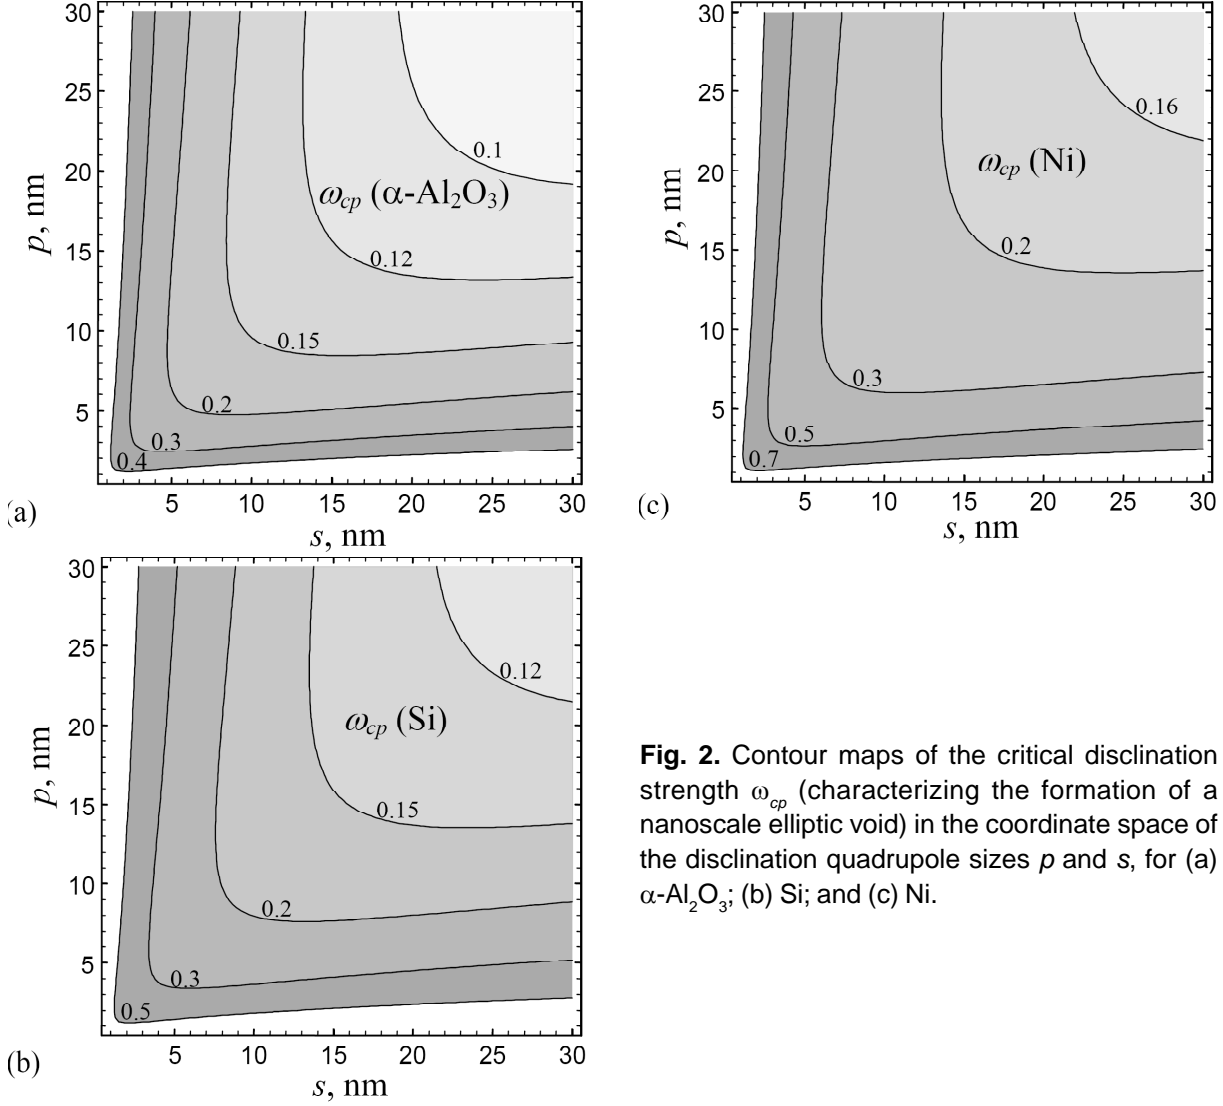 30
25
20
15
10
5
p, nm
0.1
ω_cp (α-Al₂O₃)
0.12
0.15
0.2
0.3
0.4
5 10 15 20 25 30
(a)
s, nm
30
25
20
15
10
5
p, nm
0.16
ω_cp (Ni)
0.2
0.3
0.5
0.7
5 10 15 20 25 30
(c)
s, nm
30
25
20
15
10
5
p, nm
0.12
ω_cp (Si)
0.15
0.2
0.3
0.5
5 10 15 20 25 30
(b)
s, nm
Fig. 2. Contour maps of the critical disclination
strength ω_cp (characterizing the formation of a
nanoscale elliptic void) in the coordinate space of
the disclination quadrupole sizes p and s, for (a)
α-Al₂O₃; (b) Si; and (c) Ni.